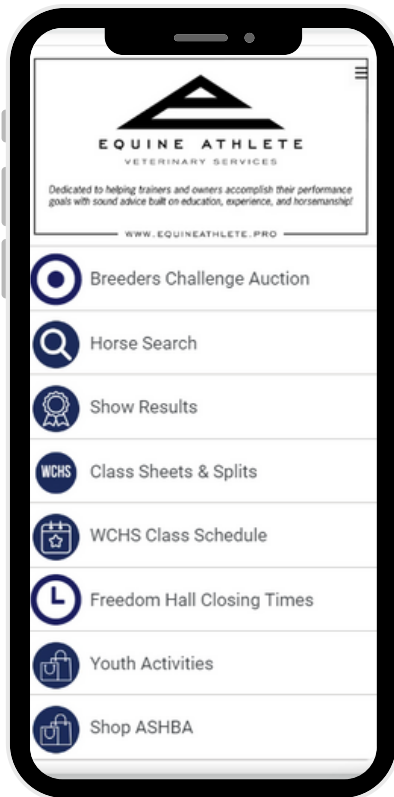 EQUINE ATHLETE
VETERINARY SERVICES
Dedicated to helping trainers and owners accomplish their performance
goals with sound advice built on education, experience, and horsemanship!
WWW.EQUINEATHLETE.PRO
Breeders Challenge Auction
Horse Search
Show Results
WCHS Class Sheets & Splits
WCHS Class Schedule
Freedom Hall Closing Times
Youth Activities
Shop ASHBA